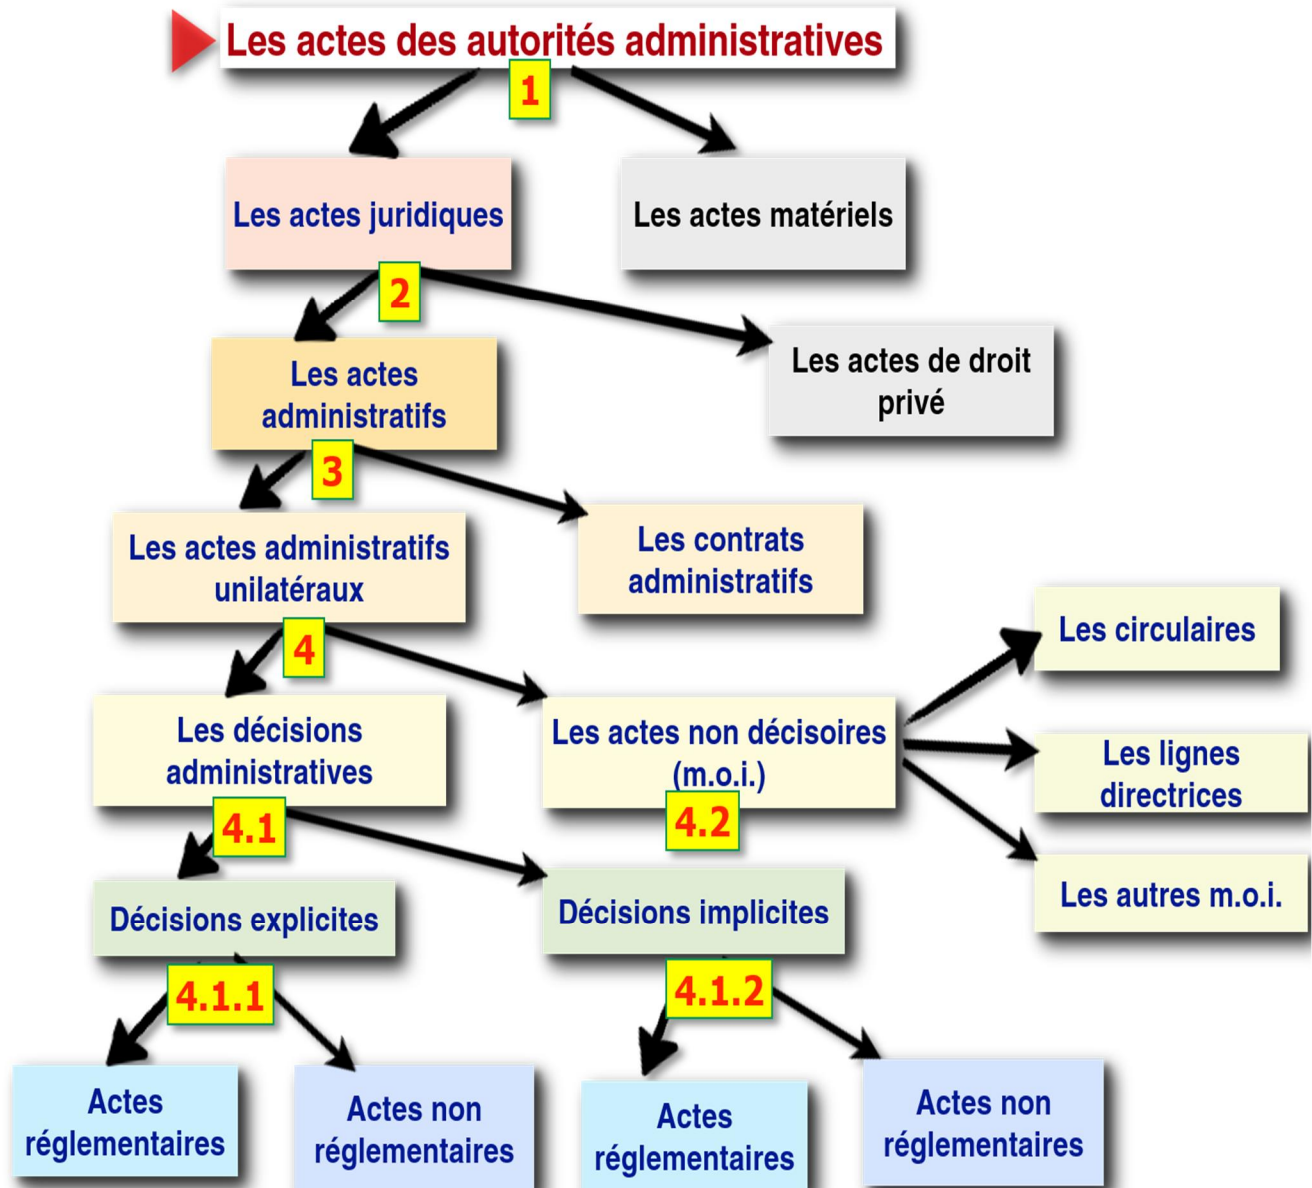 Les actes des autorités administratives
1
Les actes juridiques
Les actes matériels
2
Les actes
administratifs
Les actes de droit
privé
3
Les actes administratifs
unilatéraux
Les contrats
administratifs
4
Les circulaires
Les décisions
administratives
Les actes non décisoires
(m.o.i.)
Les lignes
directrices
4.1
4.2
Les autres m.o.i.
Décisions explicites
Décisions implicites
4.1.1
4.1.2
Actes
réglementaires
Actes non
réglementaires
Actes
réglementaires
Actes non
réglementaires